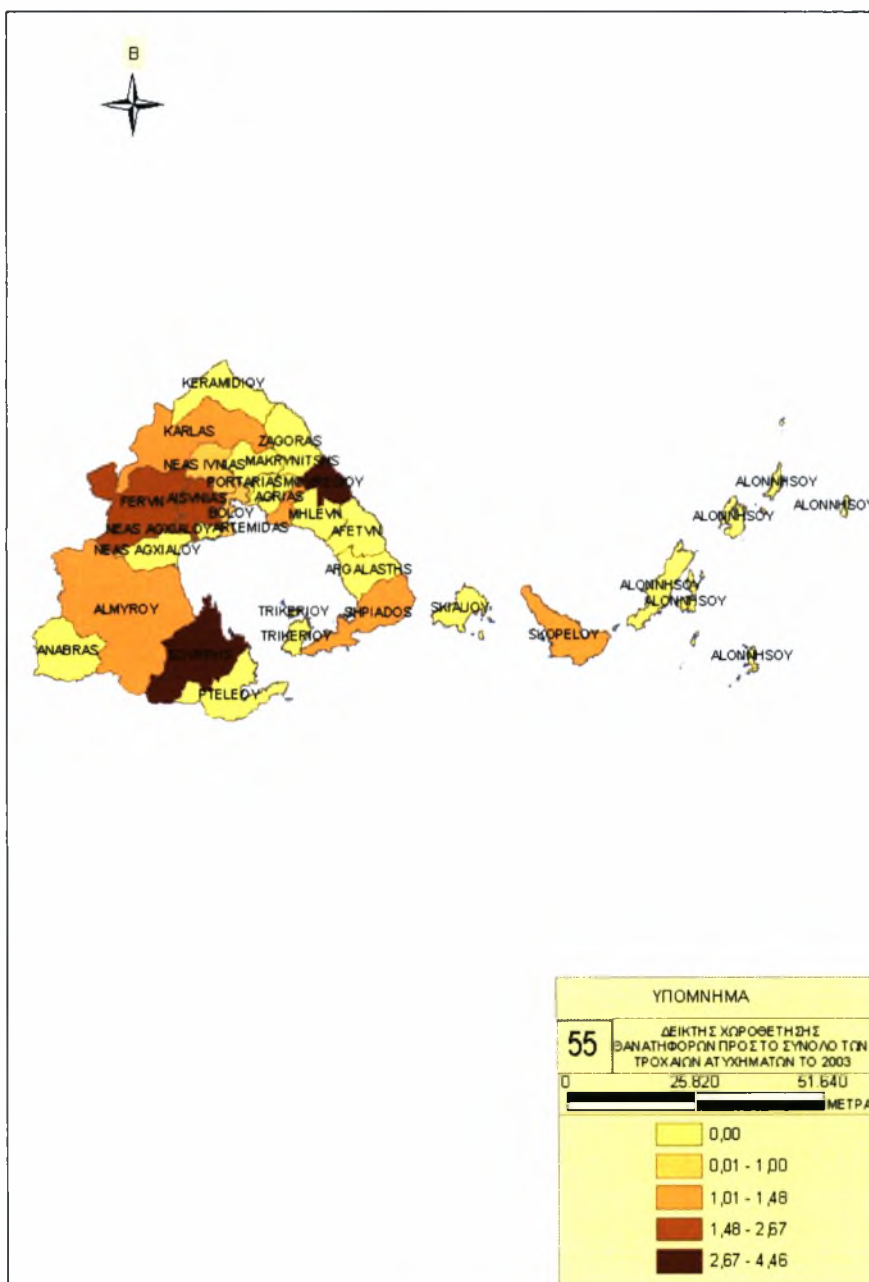 B
KERAMIDIOY
KARLAS
ZAGORAS
NEAS IVNIAS
MAKRYNITSHS
PORTARIAS
ALONNHSOY
ALONNHSOY
FERVN
AISVNIAS
AGRIAS
ALONNHSOY
BOLOY
MHLEVN
NEAS AGXIALOY
ARTEMIDAS
AFETVN
NEAS AGXIALOY
ARGALASTHS
ALONNHSOY
ALMYROY
TRIKERIOY
SHPIADOS
SKIAUOY
ALONNHSOY
TRIKERIOY
SKOPELOY
ANABRAS
ALONNHSOY
PTELEOY
ΥΠΟΜΝΗΜΑ
55
ΔΕΙΚΤΗΣ ΧΩΡΟΘΕΤΗΣΗΣ
ΘΑΝΑΤΗΦΟΡΩΝ ΠΡΟΣ ΤΟ ΣΥΝΟΛΟ ΤΩΝ
ΤΡΟΧΑΙΩΝ ΑΤΥΧΗΜΑΤΩΝ ΤΟ 2003
0 25.820 51.640
ΜΕΤΡΑ
0,00
0,01 - 1,00
1,01 - 1,48
1,48 - 2,67
2,67 - 4,46